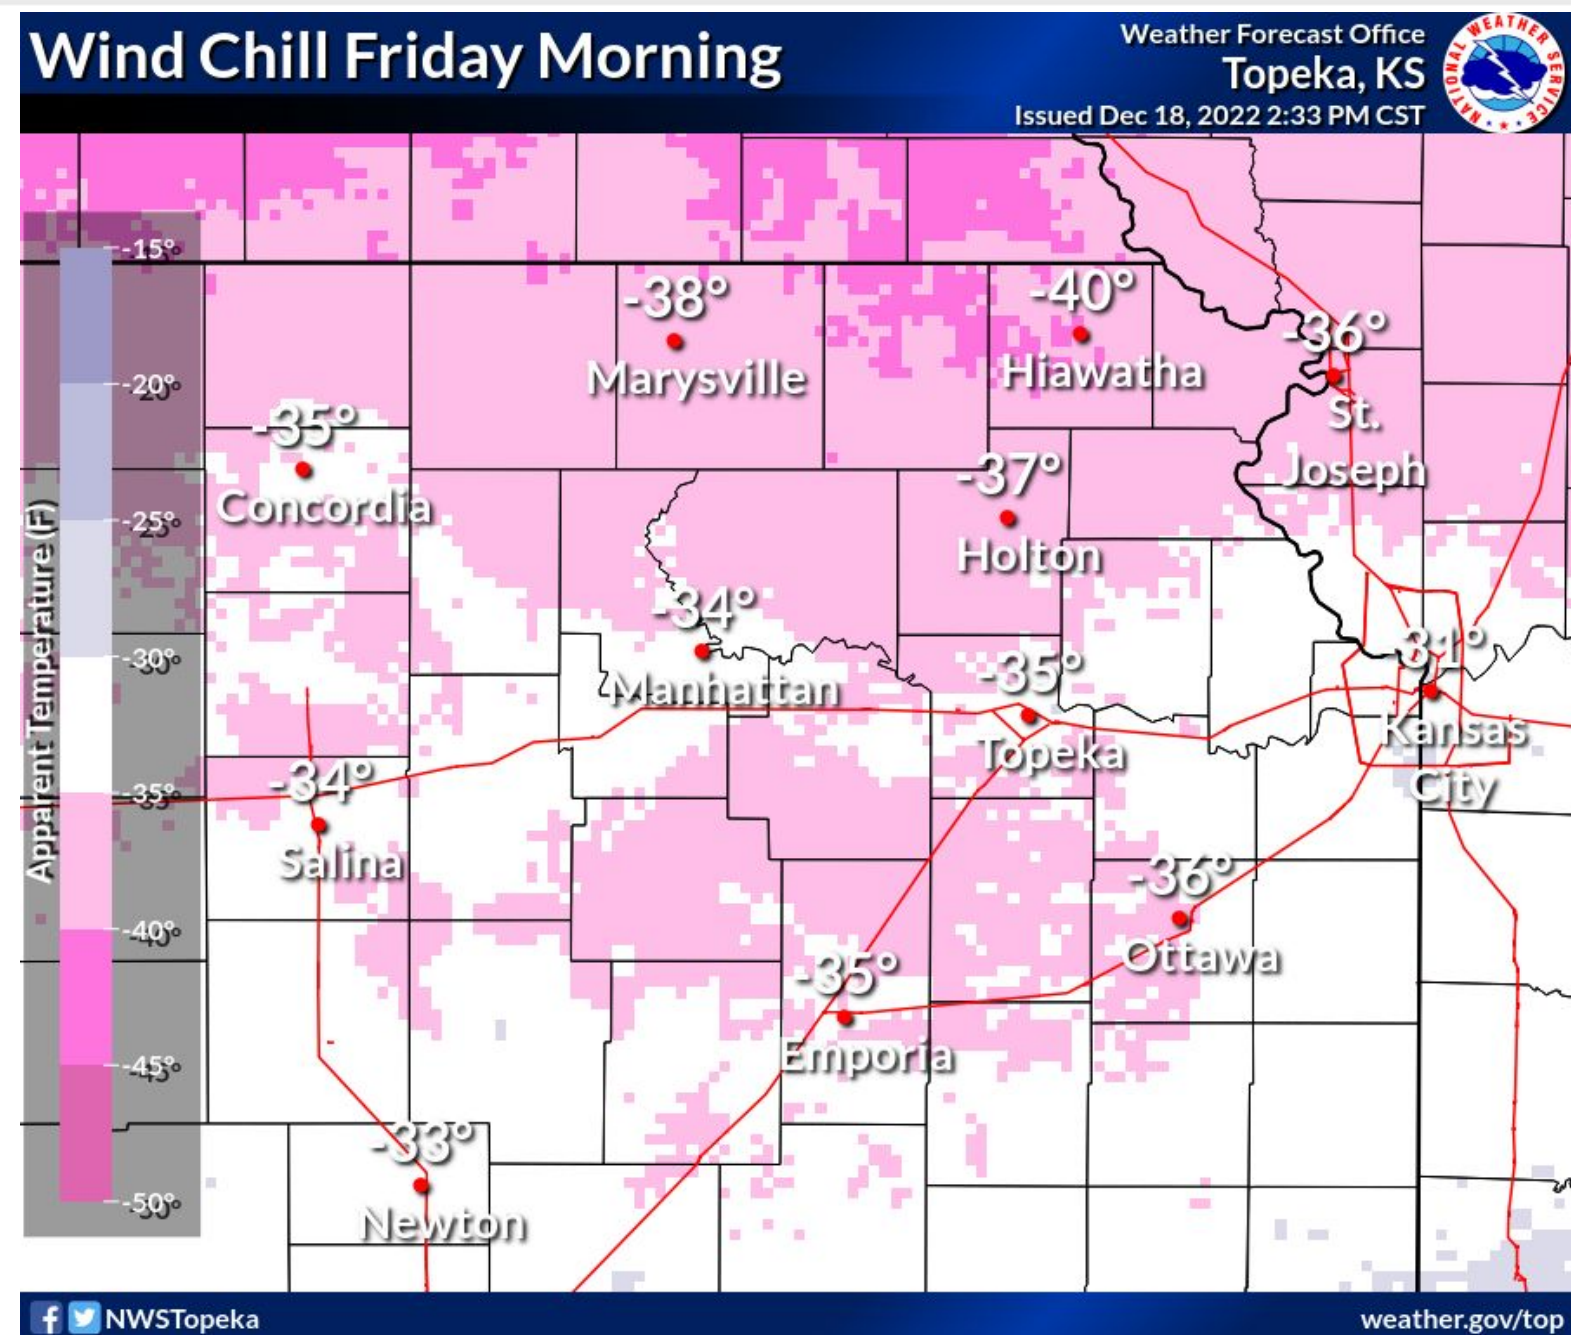 Wind Chill Friday Morning
Weather Forecast Office
Topeka, KS
Issued Dec 18, 2022 2:33 PM CST
NATIONAL WEATHER SERVICE
Apparent Temperature (F)
-15°
-20°
-25°
-30°
-35°
-40°
-45°
-50°
-38°
Marysville
-40°
Hiawatha
-36°
St.
Joseph
-35°
Concordia
-37°
Holton
-34°
Manhattan
-35°
Topeka
-31°
Kansas
City
-34°
Salina
-36°
Ottawa
-35°
Emporia
-33°
Newton
NWSTopeka
weather.gov/top